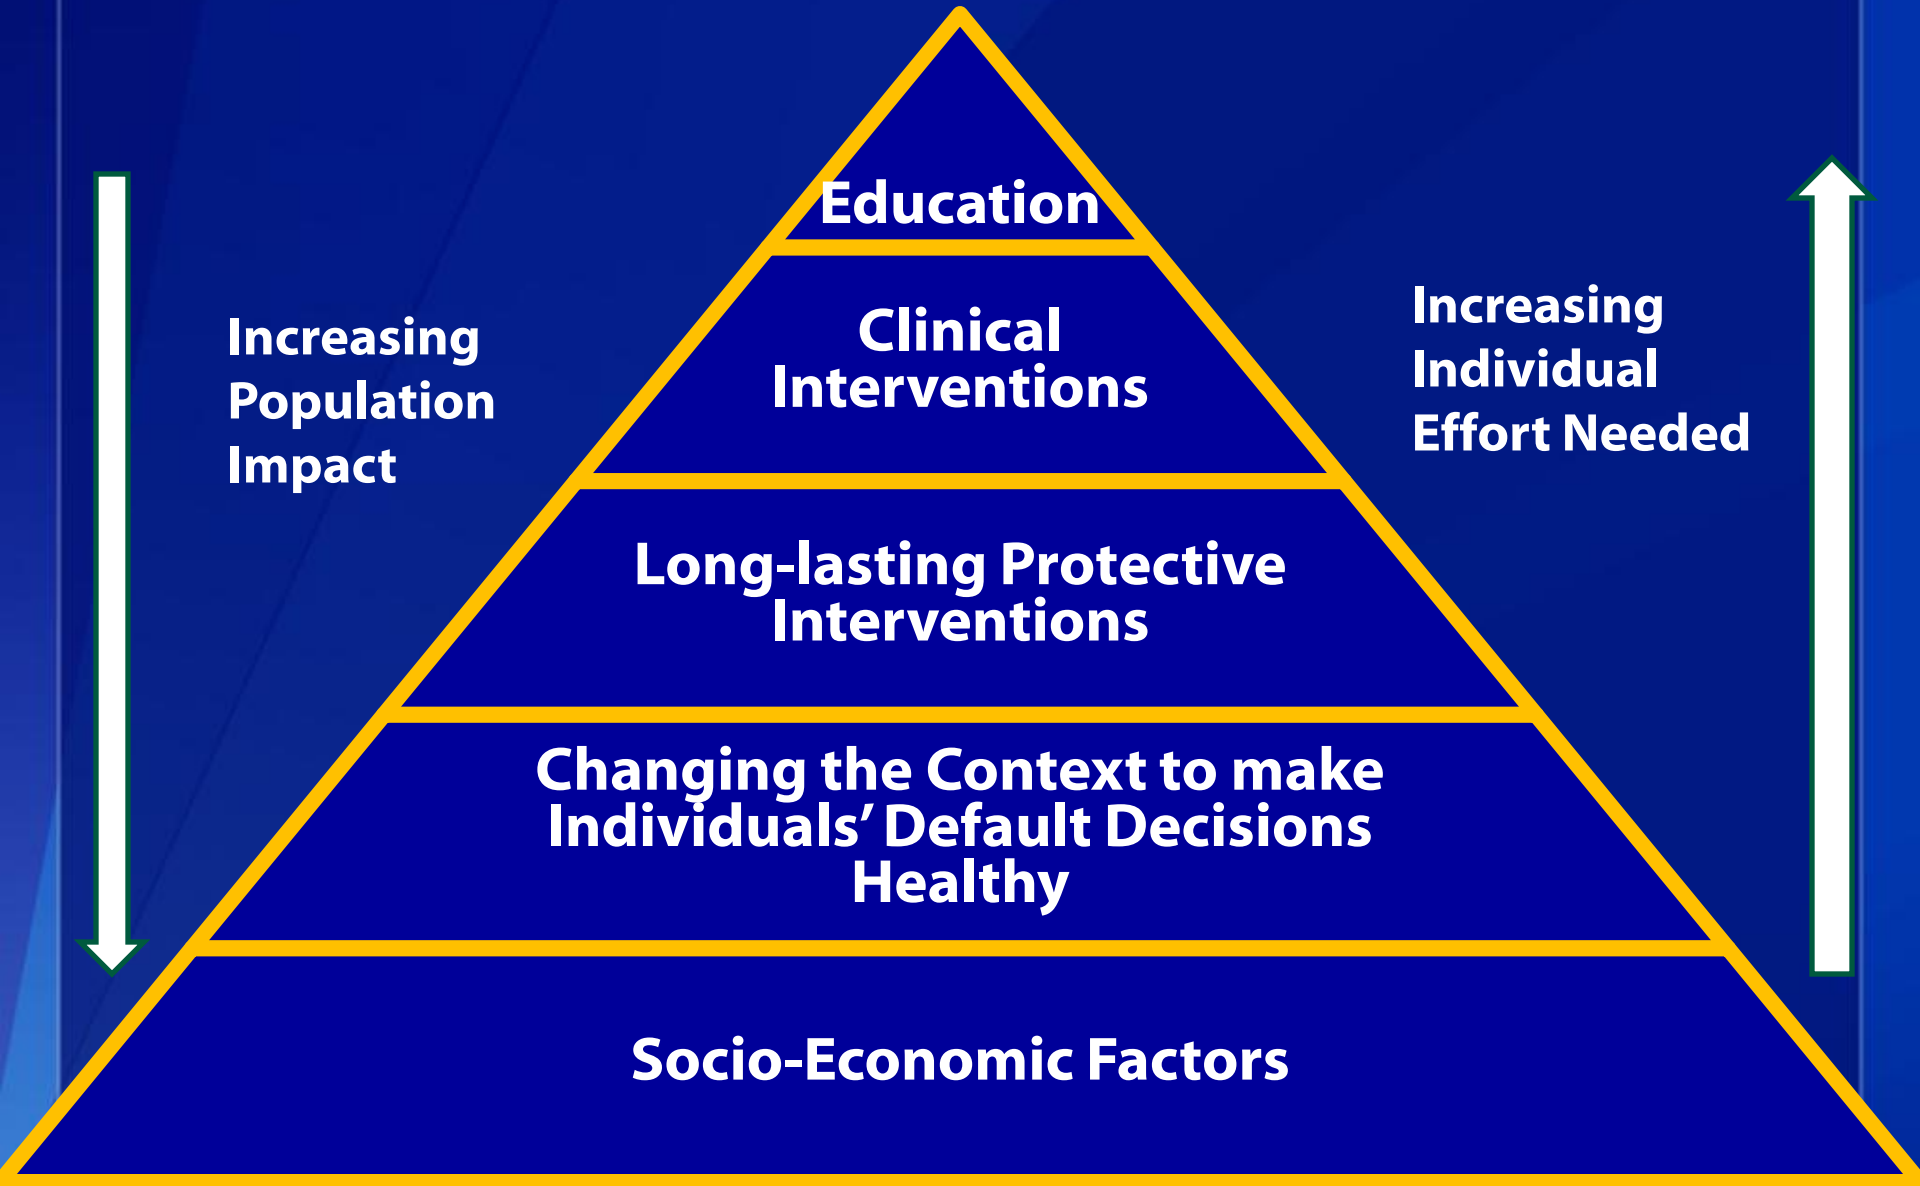 Education
Clinical
Interventions
Increasing
Population
Impact
Increasing
Individual
Effort Needed
Long-lasting Protective
Interventions
Changing the Context to make
Individuals’ Default Decisions
Healthy
Socio-Economic Factors